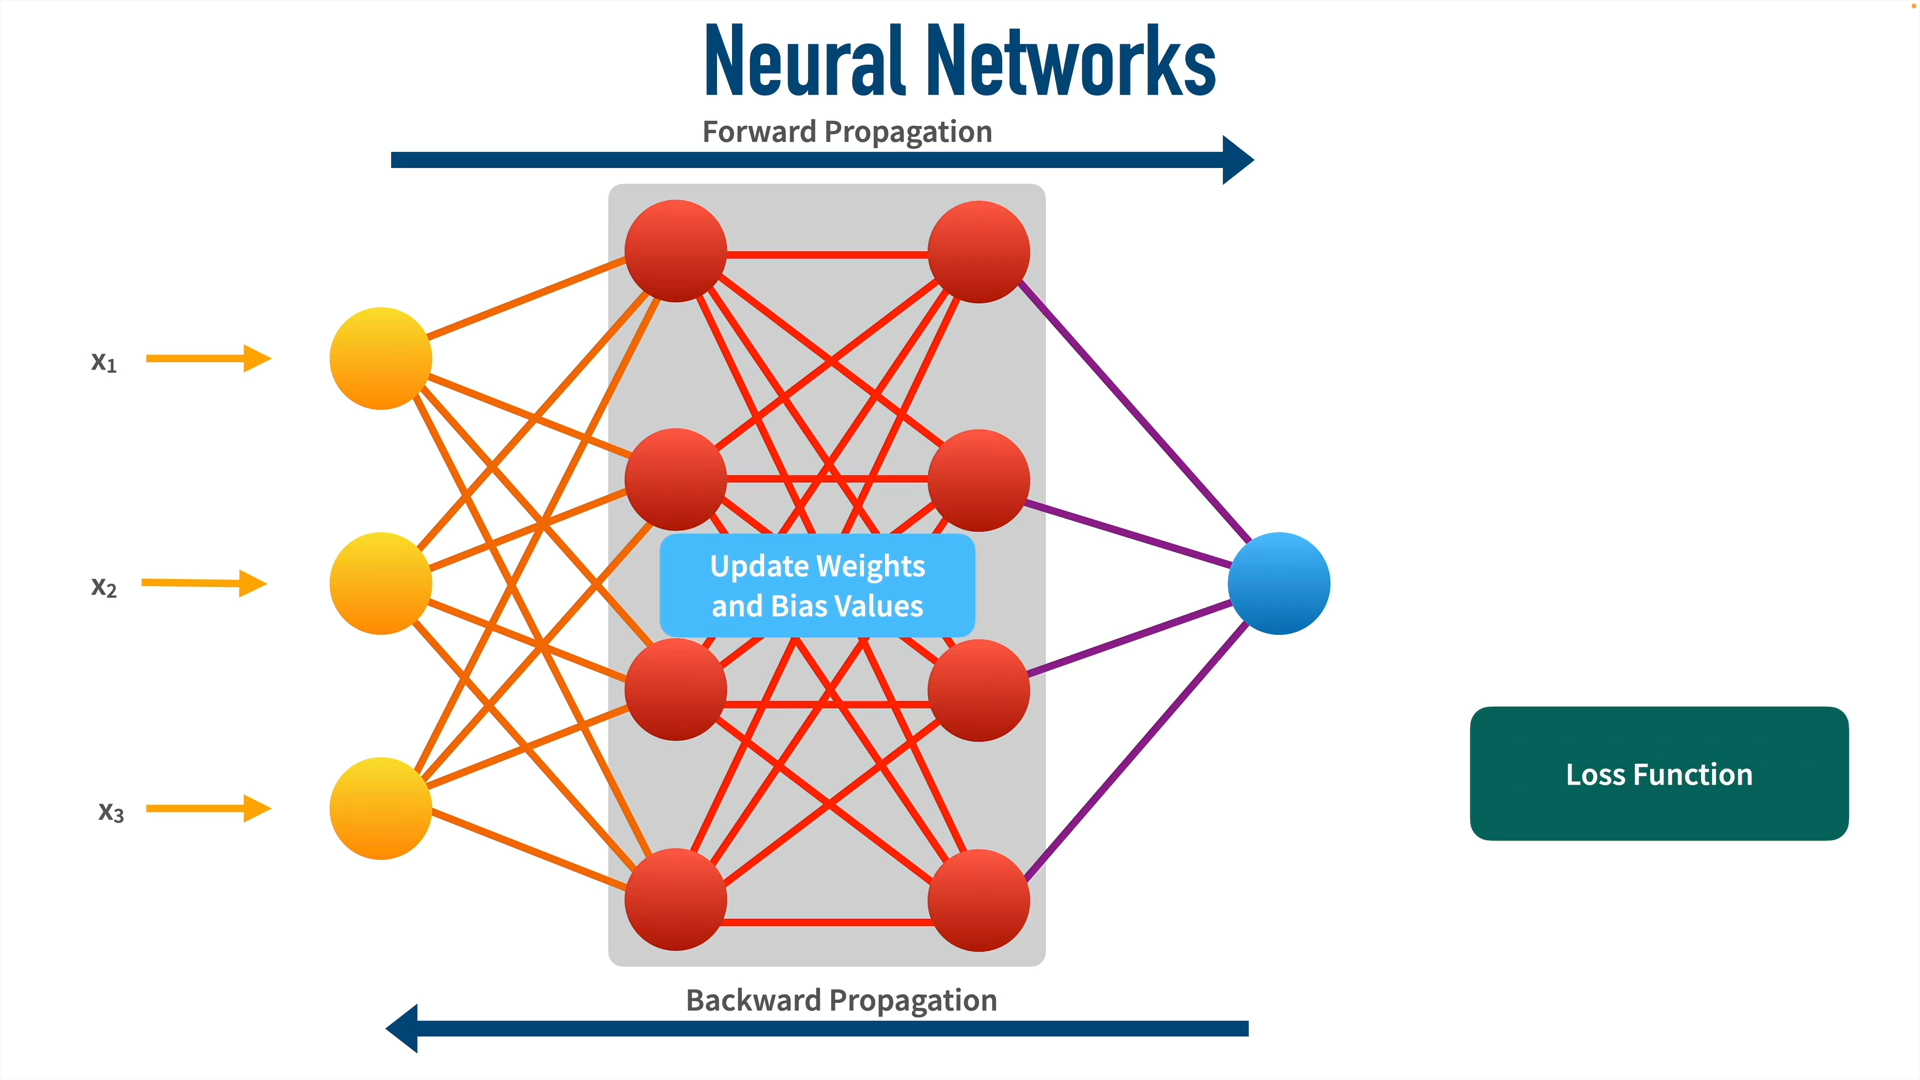 Neural Networks
Forward Propagation
x₁
x₂
x₃
Update Weights
and Bias Values
Loss Function
Backward Propagation